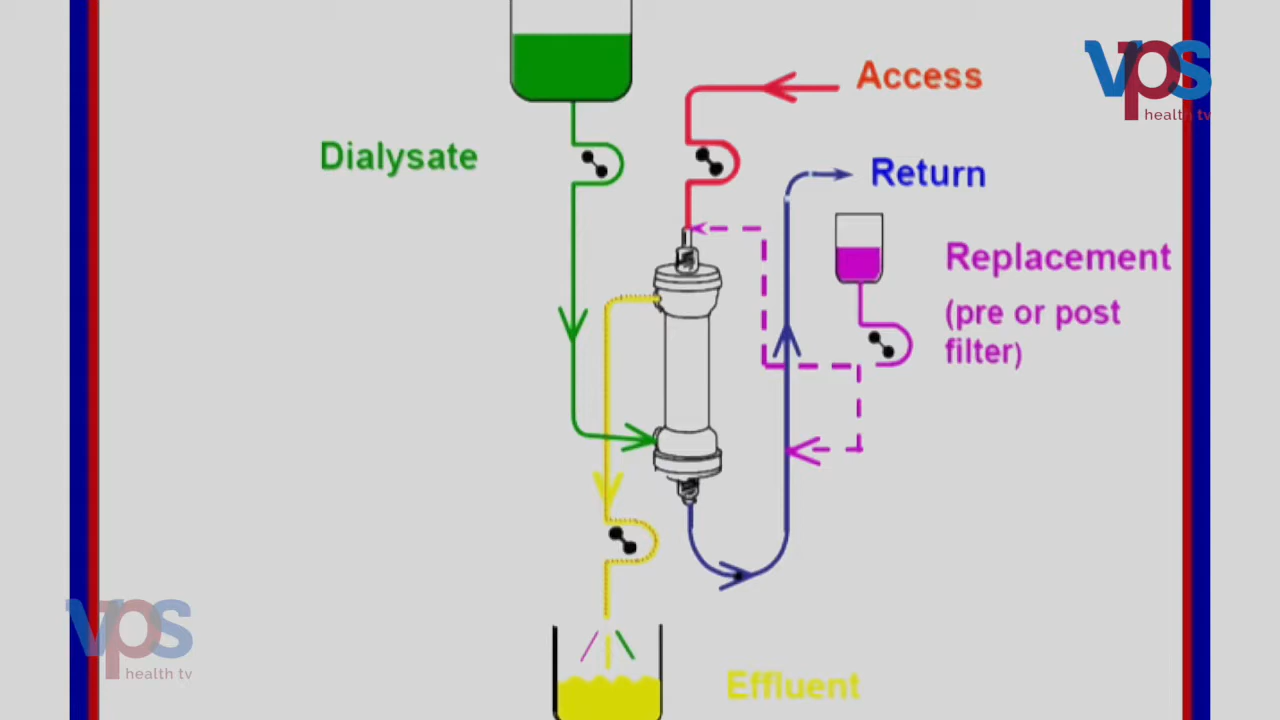 Access
vps
health tv
Dialysate
Return
Replacement
(pre or post
filter)
vps
health tv
Effluent